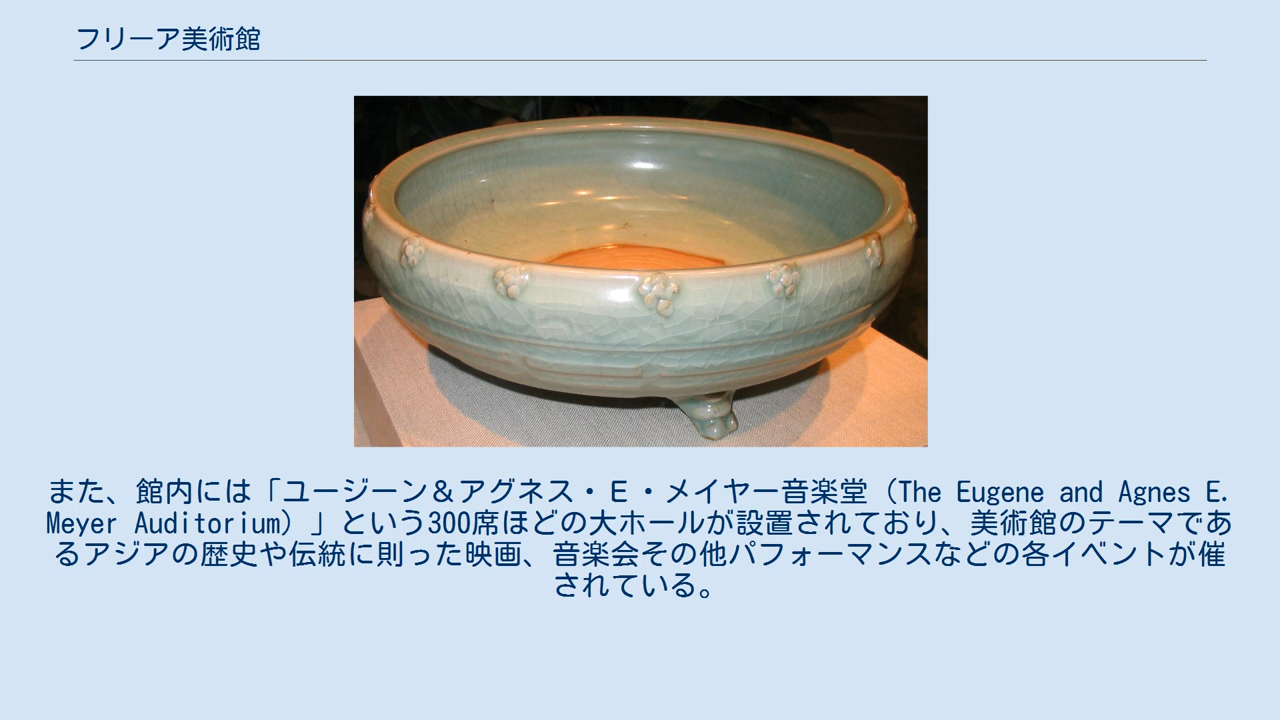 フリーア美術館
また、館内には「ユージーン＆アグネス・Ｅ・メイヤー音楽堂（The Eugene and Agnes E.
Meyer Auditorium）」という300席ほどの大ホールが設置されており、美術館のテーマであ
るアジアの歴史や伝統に則った映画、音楽会その他パフォーマンスなどの各イベントが催
されている。